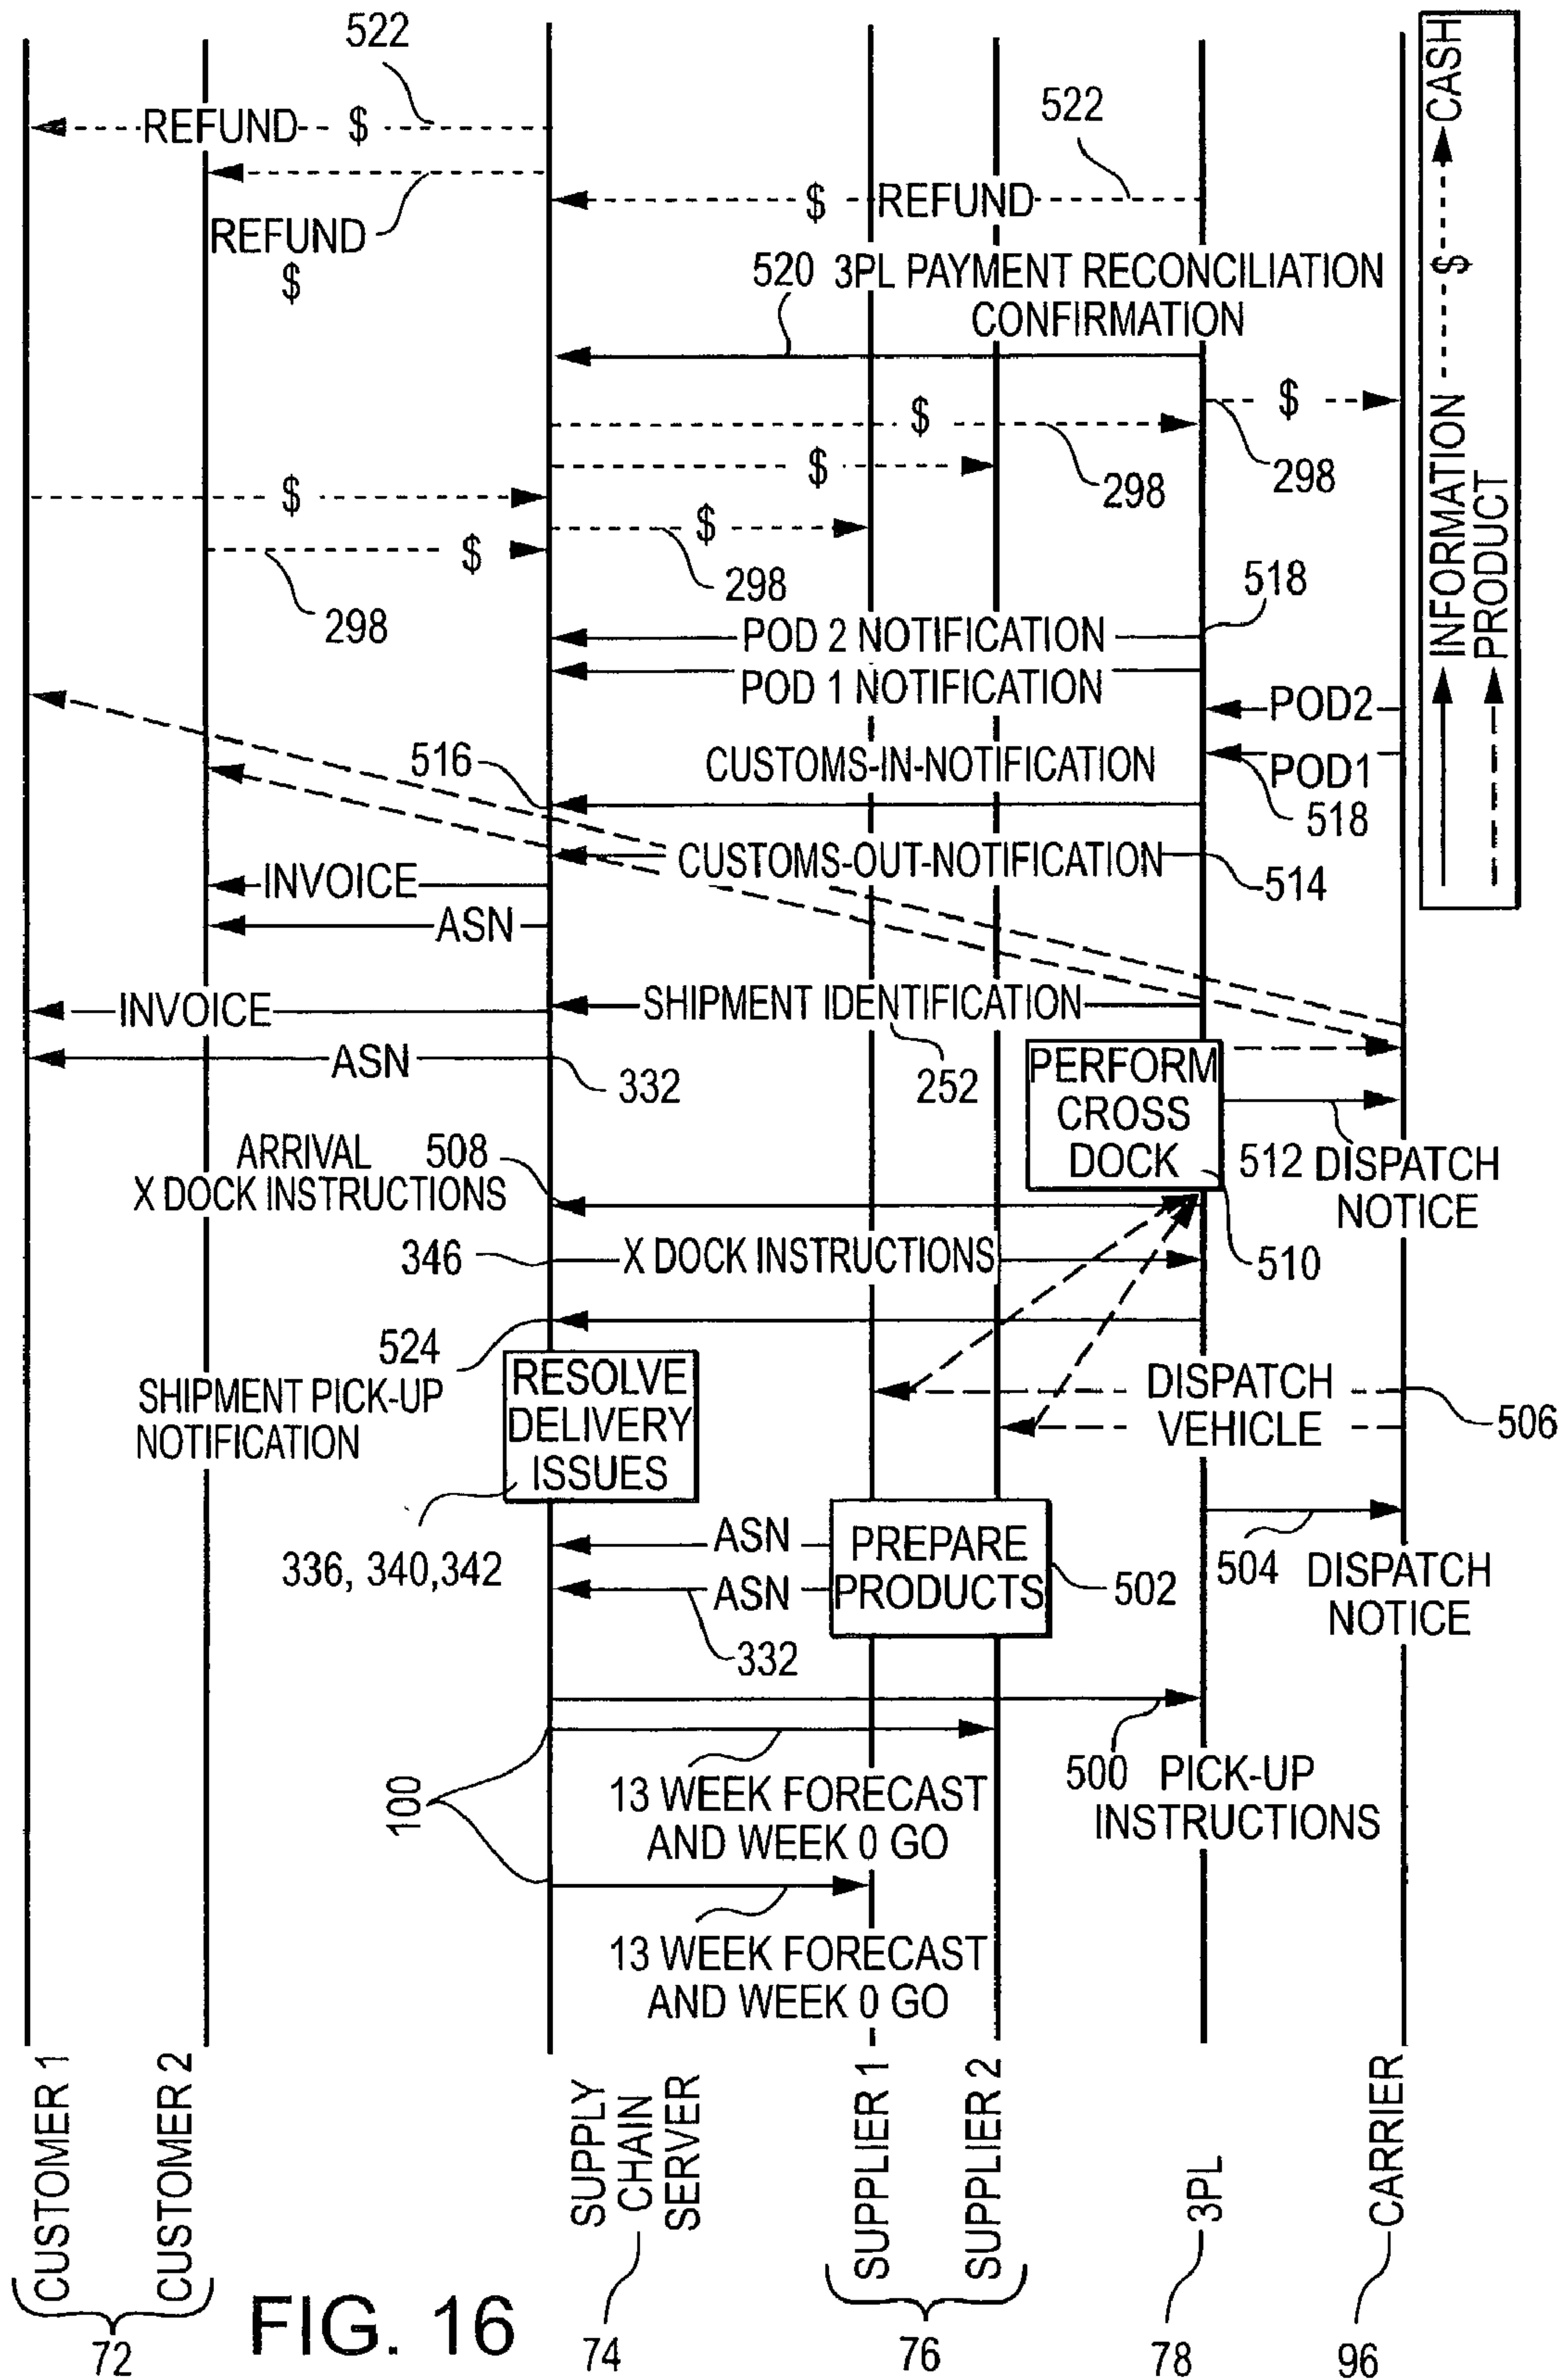 522
REFUND $
522
$ REFUND
REFUND
$
520 3PL PAYMENT RECONCILIATION
CONFIRMATION
$
$
298
298
$
$
$
298
$
298
518
POD 2 NOTIFICATION
POD 1 NOTIFICATION
POD2
516
CUSTOMS-IN-NOTIFICATION
POD1
518
CUSTOMS-OUT-NOTIFICATION
514
INVOICE
ASN
INVOICE
SHIPMENT IDENTIFICATION
ASN
332
252
PERFORM
CROSS
DOCK
512 DISPATCH
NOTICE
ARRIVAL 508
X DOCK INSTRUCTIONS
346
X DOCK INSTRUCTIONS
510
524
SHIPMENT PICK-UP
NOTIFICATION
RESOLVE
DELIVERY
ISSUES
DISPATCH
VEHICLE
506
336, 340,342
ASN
ASN
332
PREPARE
PRODUCTS
502
504 DISPATCH
NOTICE
100
13 WEEK FORECAST
AND WEEK 0 GO
500 PICK-UP
INSTRUCTIONS
13 WEEK FORECAST
AND WEEK 0 GO
CUSTOMER 1
CUSTOMER 2
SUPPLY
CHAIN
SERVER
SUPPLIER 1
SUPPLIER 2
3PL
CARRIER
72
FIG. 16
74
76
78
96
INFORMATION $ CASH
PRODUCT